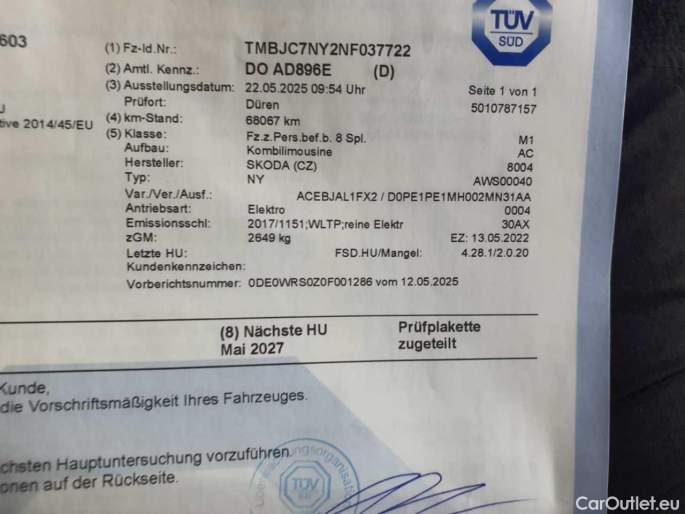 603
TÜV
SÜD
(1) Fz-Id.Nr.: TMBJC7NY2NF037722
(2) Amtl. Kennz.: DO AD896E (D)
(3) Ausstellungsdatum: 22.05.2025 09:54 Uhr Seite 1 von 1
Prüfort: Düren 5010787157
(4) km-Stand: 68067 km
2014/45/EU
(5) Klasse: Fz.z.Pers.bef.b. 8 Spl. M1
Aufbau: Kombilimousine AC
Hersteller: SKODA (CZ) 8004
Typ: NY AWS00040
Var./Ver./Ausf.: ACEBJAL1FX2 / D0PE1PE1MH002MN31AA
Antriebsart: Elektro 0004
Emissionsschl: 2017/1151;WLTP;reine Elektr 30AX
zGM: 2649 kg EZ: 13.05.2022
Letzte HU: FSD.HU/Mangel: 4.28.1/2.0.20
Kundenkennzeichen:
Vorberichtsnummer: 0DE0WRS0Z0F001286 vom 12.05.2025
(8) Nächste HU Prüfplakette
Mai 2027 zugeteilt
Kunde,
die Vorschriftsmäßigkeit Ihres Fahrzeuges.
chsten Hauptuntersuchung vorzuführen.
onen auf der Rückseite.
TÜV
CarOutlet.eu